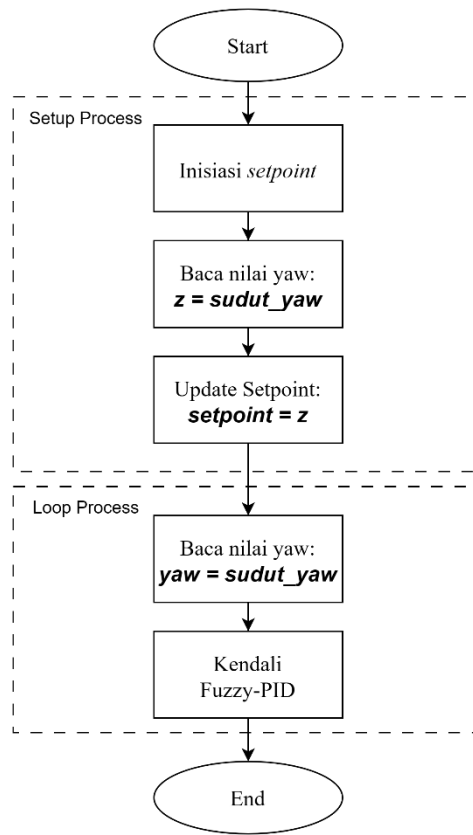 Start
Setup Process
Inisiasi setpoint
Baca nilai yaw:
z = sudut_yaw
Update Setpoint:
setpoint = z
Loop Process
Baca nilai yaw:
yaw = sudut_yaw
Kendali
Fuzzy-PID
End